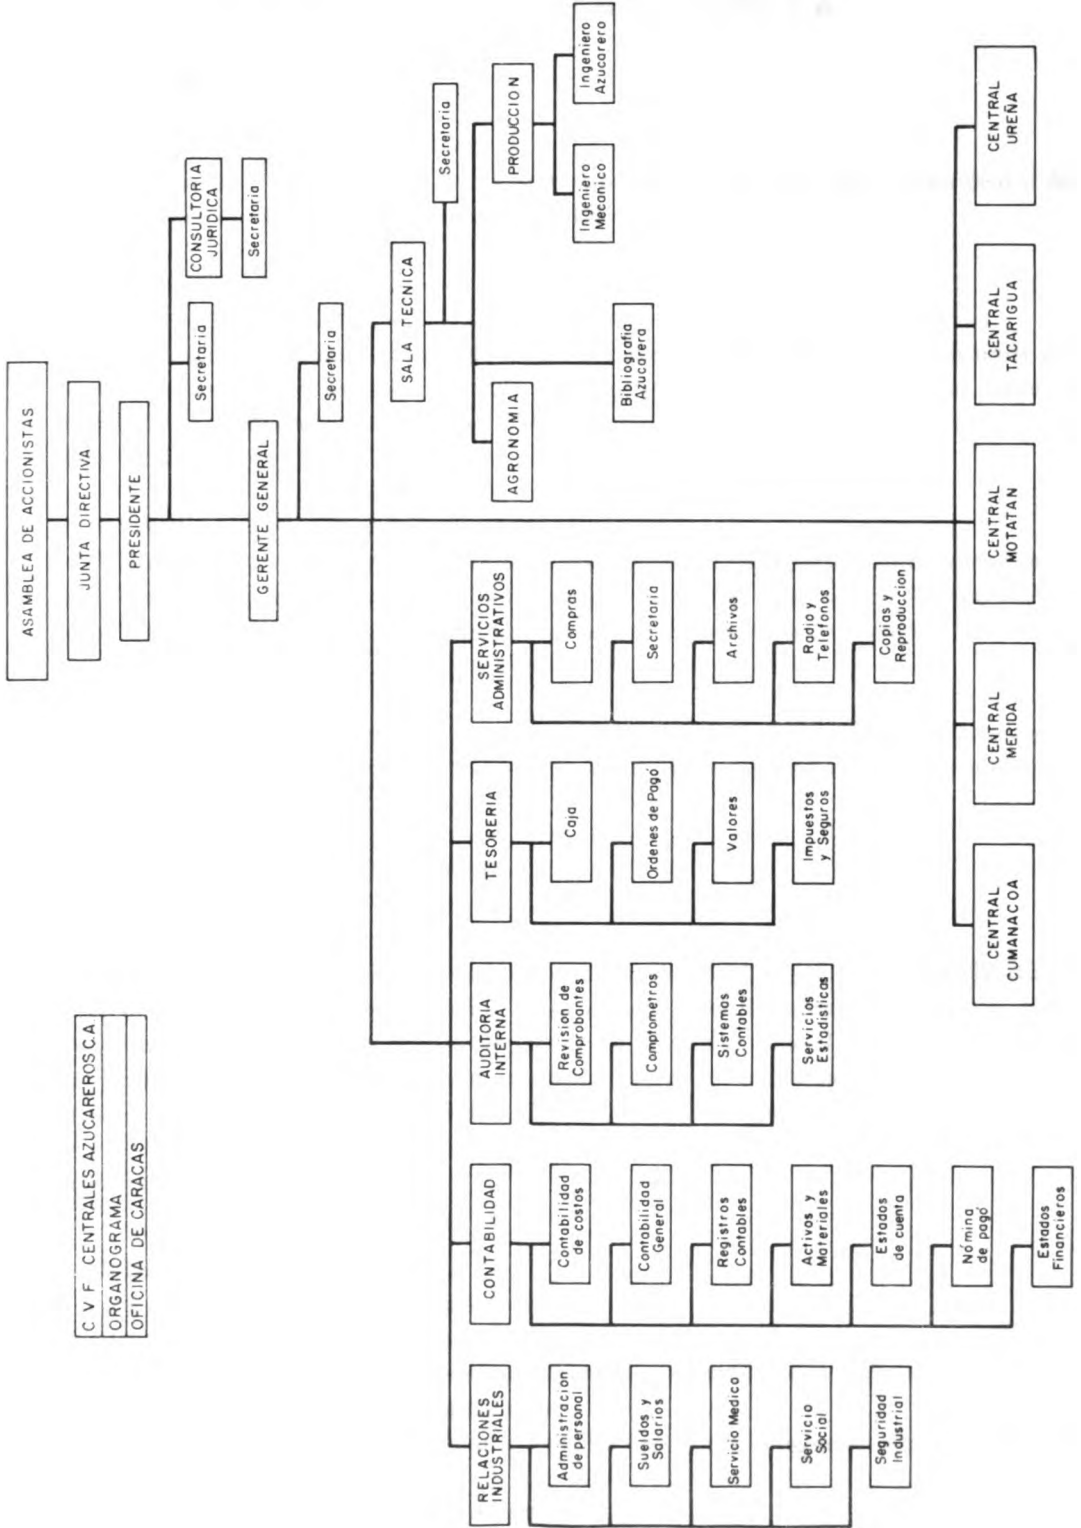 C V F CENTRALES AZUCAREROS C.A
ORGANOGRAMA
OFICINA DE CARACAS
ASAMBLEA DE ACCIONISTAS
JUNTA DIRECTIVA
PRESIDENTE
Secretaria
CONSULTORIA
JURIDICA
Secretaria
GERENTE GENERAL
Secretaria
SALA TECNICA
Secretaria
AGRONOMIA
PRODUCCION
Bibliografia
Azucarera
Ingeniero
Mecanico
Ingeniero
Azucarero
RELACIONES
INDUSTRIALES
Administracion
de personal
Sueldos y
Salarios
Servicio Medico
Servicio
Social
Seguridad
Industrial
CONTABILIDAD
Contabilidad
de costos
Contabilidad
General
Registros
Contables
Activos y
Materiales
Estados
de cuenta
Nómina
de pagó
Estados
Financieros
AUDITORIA
INTERNA
Revision de
Comprobantes
Comptometros
Sistemas
Contables
Servicios
Estadisticos
TESORERIA
Caja
Ordenes de Pagó
Valores
Impuestos
y Seguros
SERVICIOS
ADMINISTRATIVOS
Compras
Secretaria
Archivos
Radio y
Telefonos
Copias y
Reproduccion
CENTRAL
CUMANACOA
CENTRAL
MERIDA
CENTRAL
MOTATAN
CENTRAL
TACARIGUA
CENTRAL
UREÑA